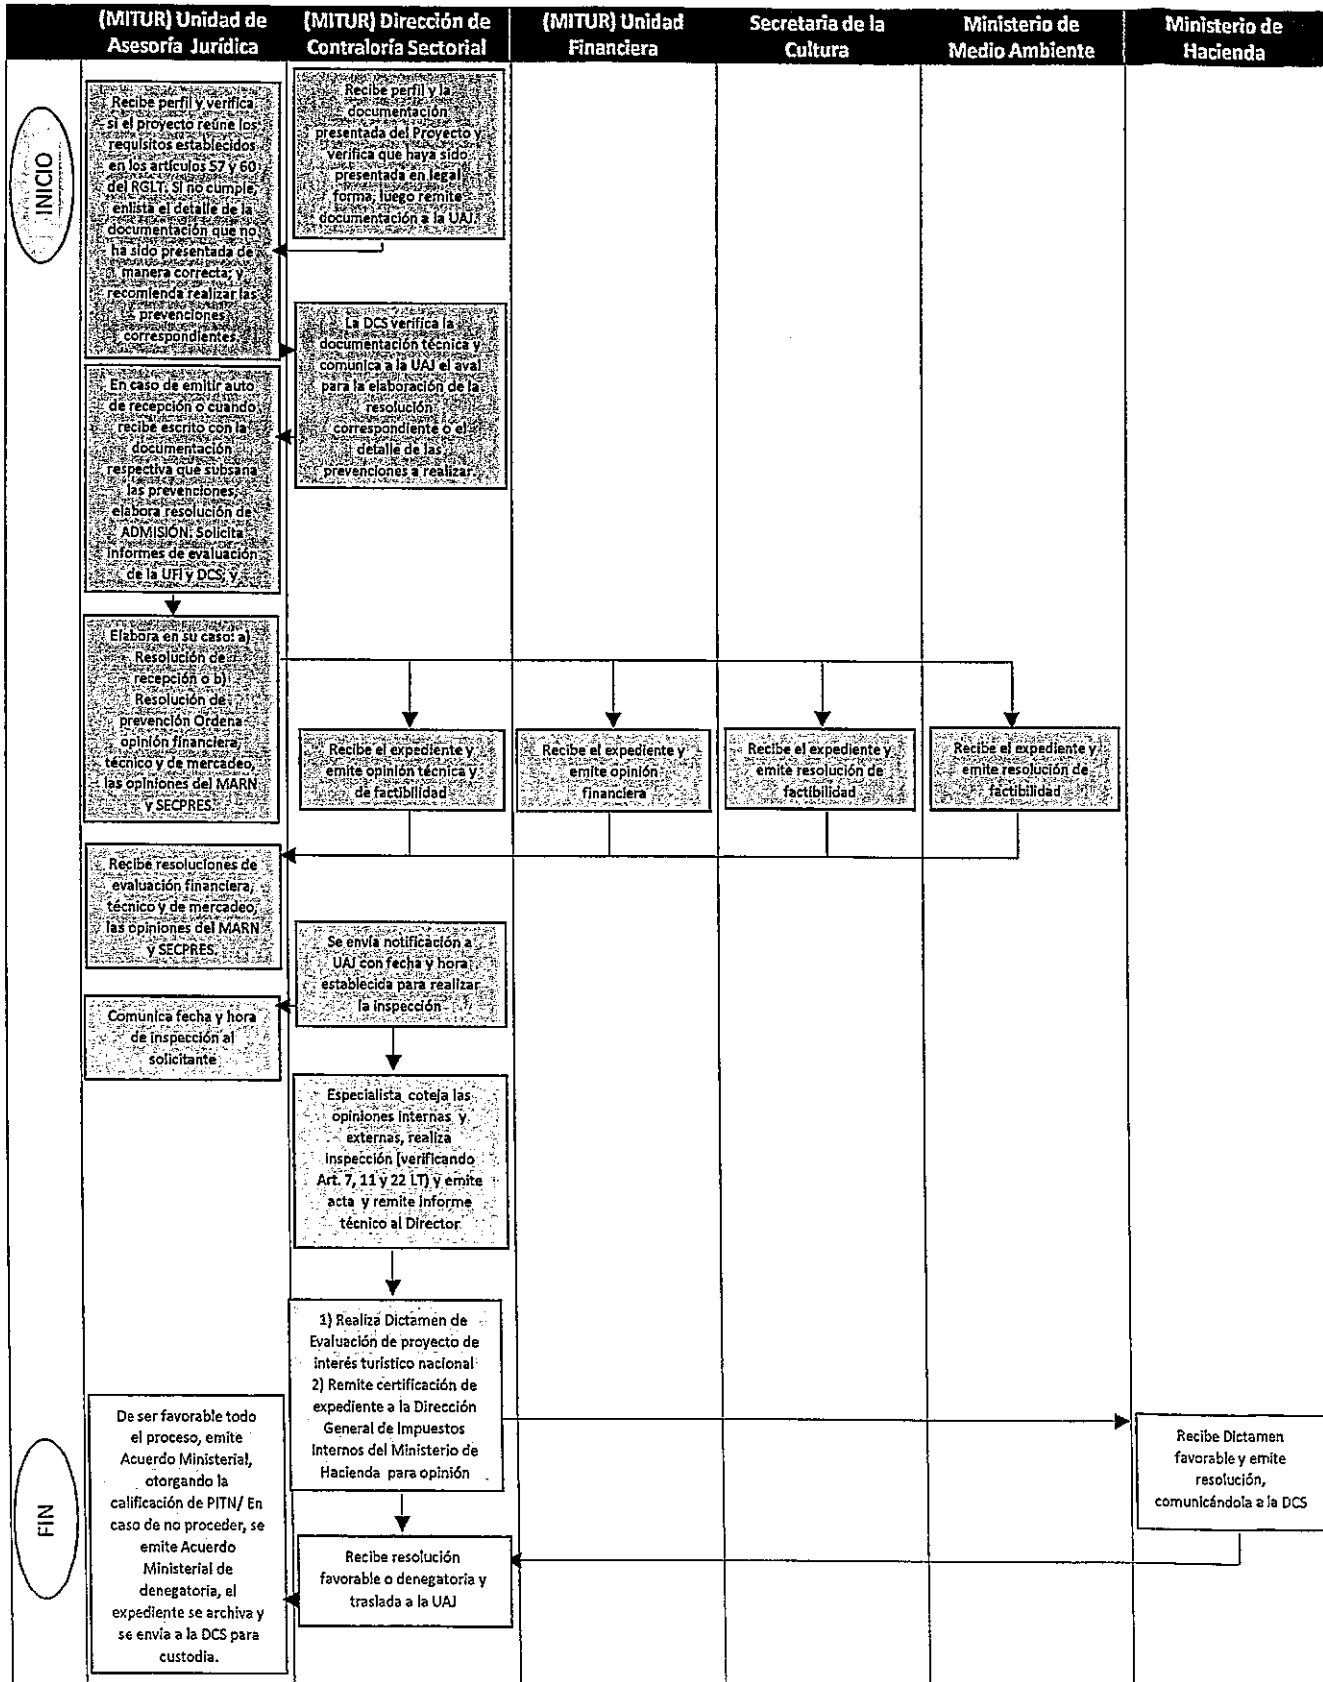 (MITUR) Unidad de
Asesoría Jurídica
(MITUR) Dirección de
Contraloría Sectorial
(MITUR) Unidad
Financiera
Secretaria de la
Cultura
Ministerio de
Medio Ambiente
Ministerio de
Hacienda
INICIO
Recibe perfil y verifica
si el proyecto reúne los
requisitos establecidos
en los artículos 57 y 60
del RGLT. Si no cumple,
enlista el detalle de la
documentación que no
ha sido presentada de
manera correcta; y
recomienda realizar las
prevenciones
correspondientes.
Recibe perfil y la
documentación
presentada del Proyecto y
verifica que haya sido
presentada en legal
forma, luego remite
documentación a la UAJ.
La DCS verifica la
documentación técnica y
comunica a la UAJ el aval
para la elaboración de la
resolución
correspondiente o el
detalle de las
prevenciones a realizar.
En caso de emitir auto
de recepción o cuando
recibe escrito con la
documentación
respectiva que subsana
las prevenciones,
elabora resolución de
ADMISIÓN. Solicita
informes de evaluación
de la UFI y DCS; y
Elabora en su caso: a)
Resolución de
recepción o b)
Resolución de
prevención Ordena
opinión financiera,
técnico y de mercadeo,
las opiniones del MARN
y SECPRES
Recibe el expediente y
emite opinión técnica y
de factibilidad
Recibe el expediente y
emite opinión
financiera
Recibe el expediente y
emite resolución de
factibilidad
Recibe el expediente y
emite resolución de
factibilidad
Recibe resoluciones de
evaluación financiera,
técnico y de mercadeo,
las opiniones del MARN
y SECPRES
Se envía notificación a
UAJ con fecha y hora
establecida para realizar
la inspección
Comunica fecha y hora
de inspección al
solicitante
Especialista coteja las
opiniones internas y
externas, realiza
inspección (verificando
Art. 7, 11 y 22 LT) y emite
acta y remite informe
técnico al Director
1) Realiza Dictamen de
Evaluación de proyecto de
interés turístico nacional
2) Remite certificación de
expediente a la Dirección
General de Impuestos
Internos del Ministerio de
Hacienda para opinión
Recibe Dictamen
favorable y emite
resolución,
comunicándola a la DCS
Recibe resolución
favorable o denegatoria y
traslada a la UAJ
De ser favorable todo
el proceso, emite
Acuerdo Ministerial,
otorgando la
calificación de PITN/ En
caso de no proceder, se
emite Acuerdo
Ministerial de
denegatoria, el
expediente se archiva y
se envía a la DCS para
custodia.
FIN